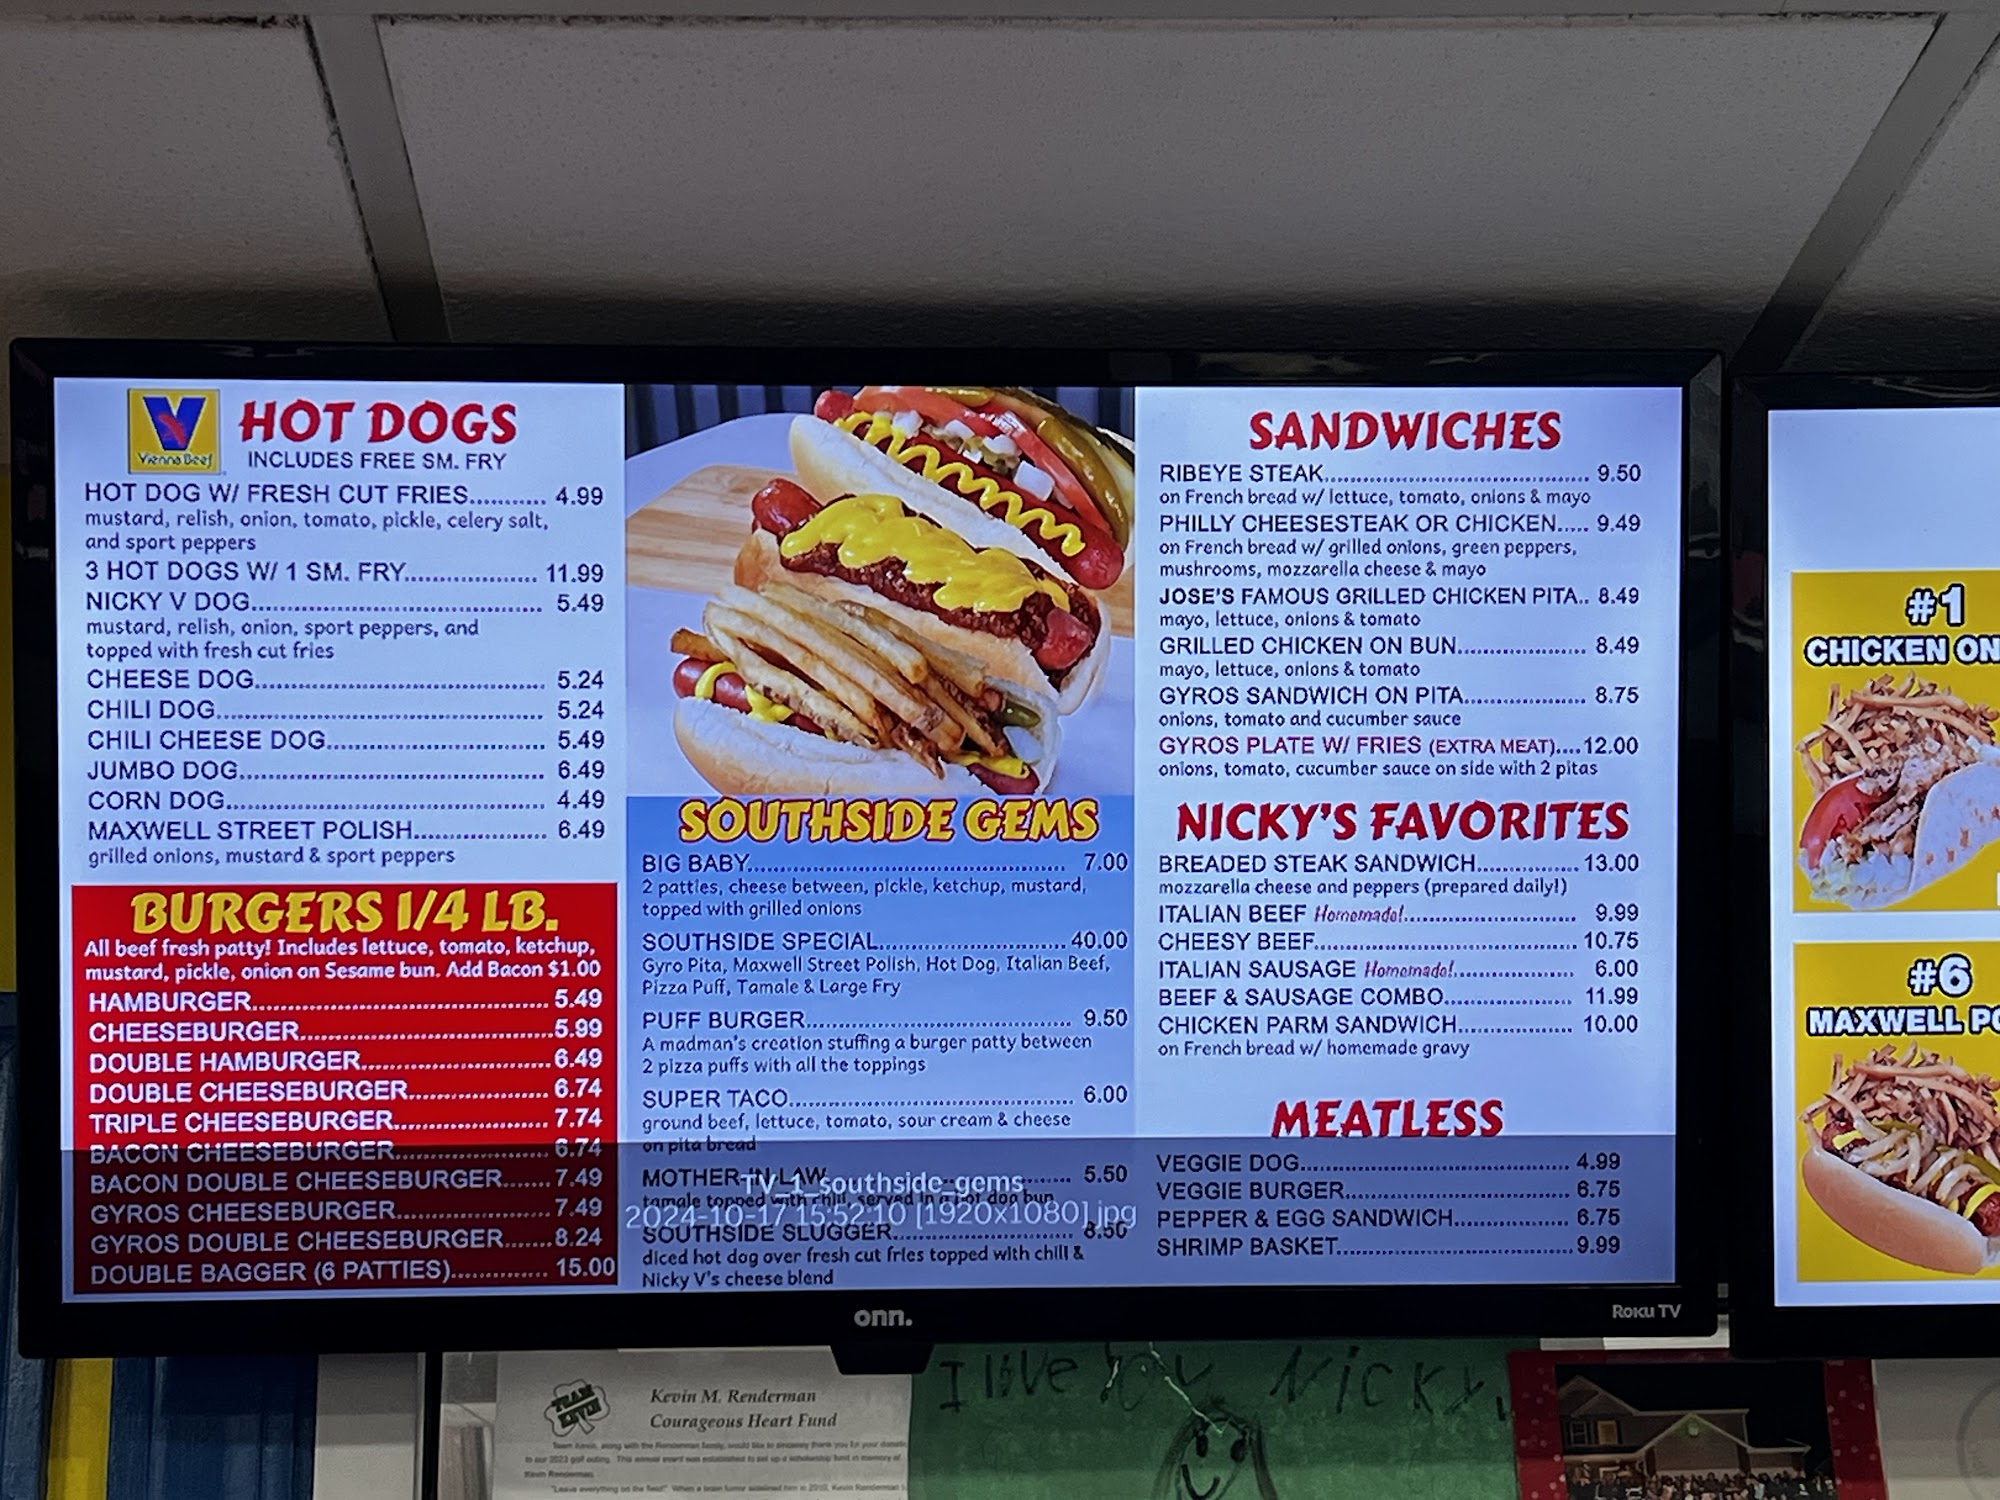 Vienna Beef
HOT DOGS
INCLUDES FREE SM. FRY
HOT DOG W/ FRESH CUT FRIES........... 4.99
mustard, relish, onion, tomato, pickle, celery salt,
and sport peppers
3 HOT DOGS W/ 1 SM. FRY................... 11.99
NICKY V DOG.......................................... 5.49
mustard, relish, onion, sport peppers, and
topped with fresh cut fries
CHEESE DOG......................................... 5.24
CHILI DOG............................................... 5.24
CHILI CHEESE DOG............................... 5.49
JUMBO DOG............................................ 6.49
CORN DOG.............................................. 4.49
MAXWELL STREET POLISH................... 6.49
grilled onions, mustard & sport peppers
BURGERS 1/4 LB.
All beef fresh patty! Includes lettuce, tomato, ketchup,
mustard, pickle, onion on Sesame bun. Add Bacon $1.00
HAMBURGER........................................... 5.49
CHEESEBURGER.....................................5.99
DOUBLE HAMBURGER............................ 6.49
DOUBLE CHEESEBURGER..................... 6.74
TRIPLE CHEESEBURGER....................... 7.74
BACON CHEESEBURGER....................... 6.74
BACON DOUBLE CHEESEBURGER....... 7.49
GYROS CHEESEBURGER....................... 7.49
GYROS DOUBLE CHEESEBURGER.......8.24
DOUBLE BAGGER (6 PATTIES).............. 15.00
SOUTHSIDE GEMS
BIG BABY............................................... 7.00
2 patties, cheese between, pickle, ketchup, mustard,
topped with grilled onions
SOUTHSIDE SPECIAL............................40.00
Gyro Pita, Maxwell Street Polish, Hot Dog, Italian Beef,
Pizza Puff, Tamale & Large Fry
PUFF BURGER....................................... 9.50
A madman's creation stuffing a burger patty between
2 pizza puffs with all the toppings
SUPER TACO.......................................... 6.00
ground beef, lettuce, tomato, sour cream & cheese
on pita bread
MOTHER-IN-LAW................................... 5.50
tamale topped with chili, served in a hot dog bun
SOUTHSIDE SLUGGER.......................... 8.50
diced hot dog over fresh cut fries topped with chili &
Nicky V's cheese blend
TV_1_southside_gems
2024-10-17 15:52:10 [1920x1080].jpg
SANDWICHES
RIBEYE STEAK........................................ 9.50
on French bread w/ lettuce, tomato, onions & mayo
PHILLY CHEESESTEAK OR CHICKEN..... 9.49
on French bread w/ grilled onions, green peppers,
mushrooms, mozzarella cheese & mayo
JOSE'S FAMOUS GRILLED CHICKEN PITA.. 8.49
mayo, lettuce, onions & tomato
GRILLED CHICKEN ON BUN.................... 8.49
mayo, lettuce, onions & tomato
GYROS SANDWICH ON PITA................... 8.75
onions, tomato and cucumber sauce
GYROS PLATE W/ FRIES (EXTRA MEAT)....12.00
onions, tomato, cucumber sauce on side with 2 pitas
NICKY'S FAVORITES
BREADED STEAK SANDWICH............... 13.00
mozzarella cheese and peppers (prepared daily!)
ITALIAN BEEF Homemade!.......................... 9.99
CHEESY BEEF........................................ 10.75
ITALIAN SAUSAGE Homemade!.................. 6.00
BEEF & SAUSAGE COMBO................... 11.99
CHICKEN PARM SANDWICH................. 10.00
on French bread w/ homemade gravy
MEATLESS
VEGGIE DOG......................................... 4.99
VEGGIE BURGER.................................. 6.75
PEPPER & EGG SANDWICH................. 6.75
SHRIMP BASKET...................................9.99
onn.
Roku TV
#1
CHICKEN ON
#6
MAXWELL PO
TEAM KEVIN
Kevin M. Renderman
Courageous Heart Fund
I love you Nicky